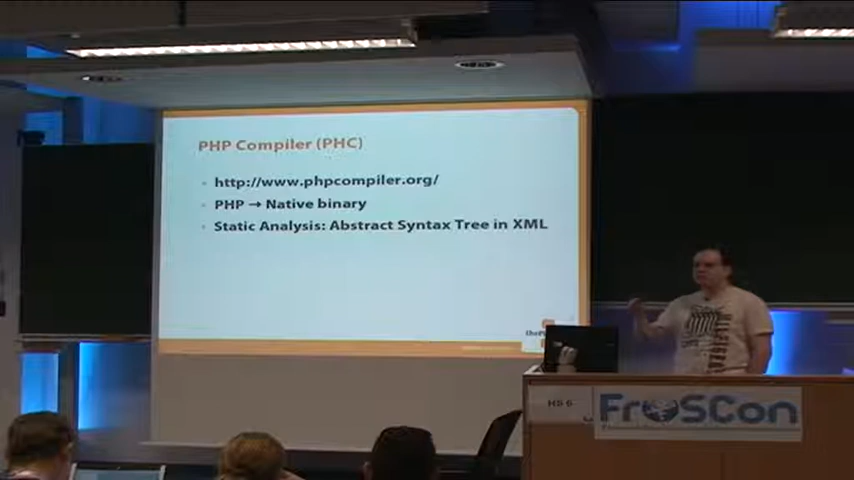 PHP Compiler (PHC)
http://www.phpcompiler.org/
PHP → Native binary
Static Analysis: Abstract Syntax Tree in XML
HS 6
FrOSCon